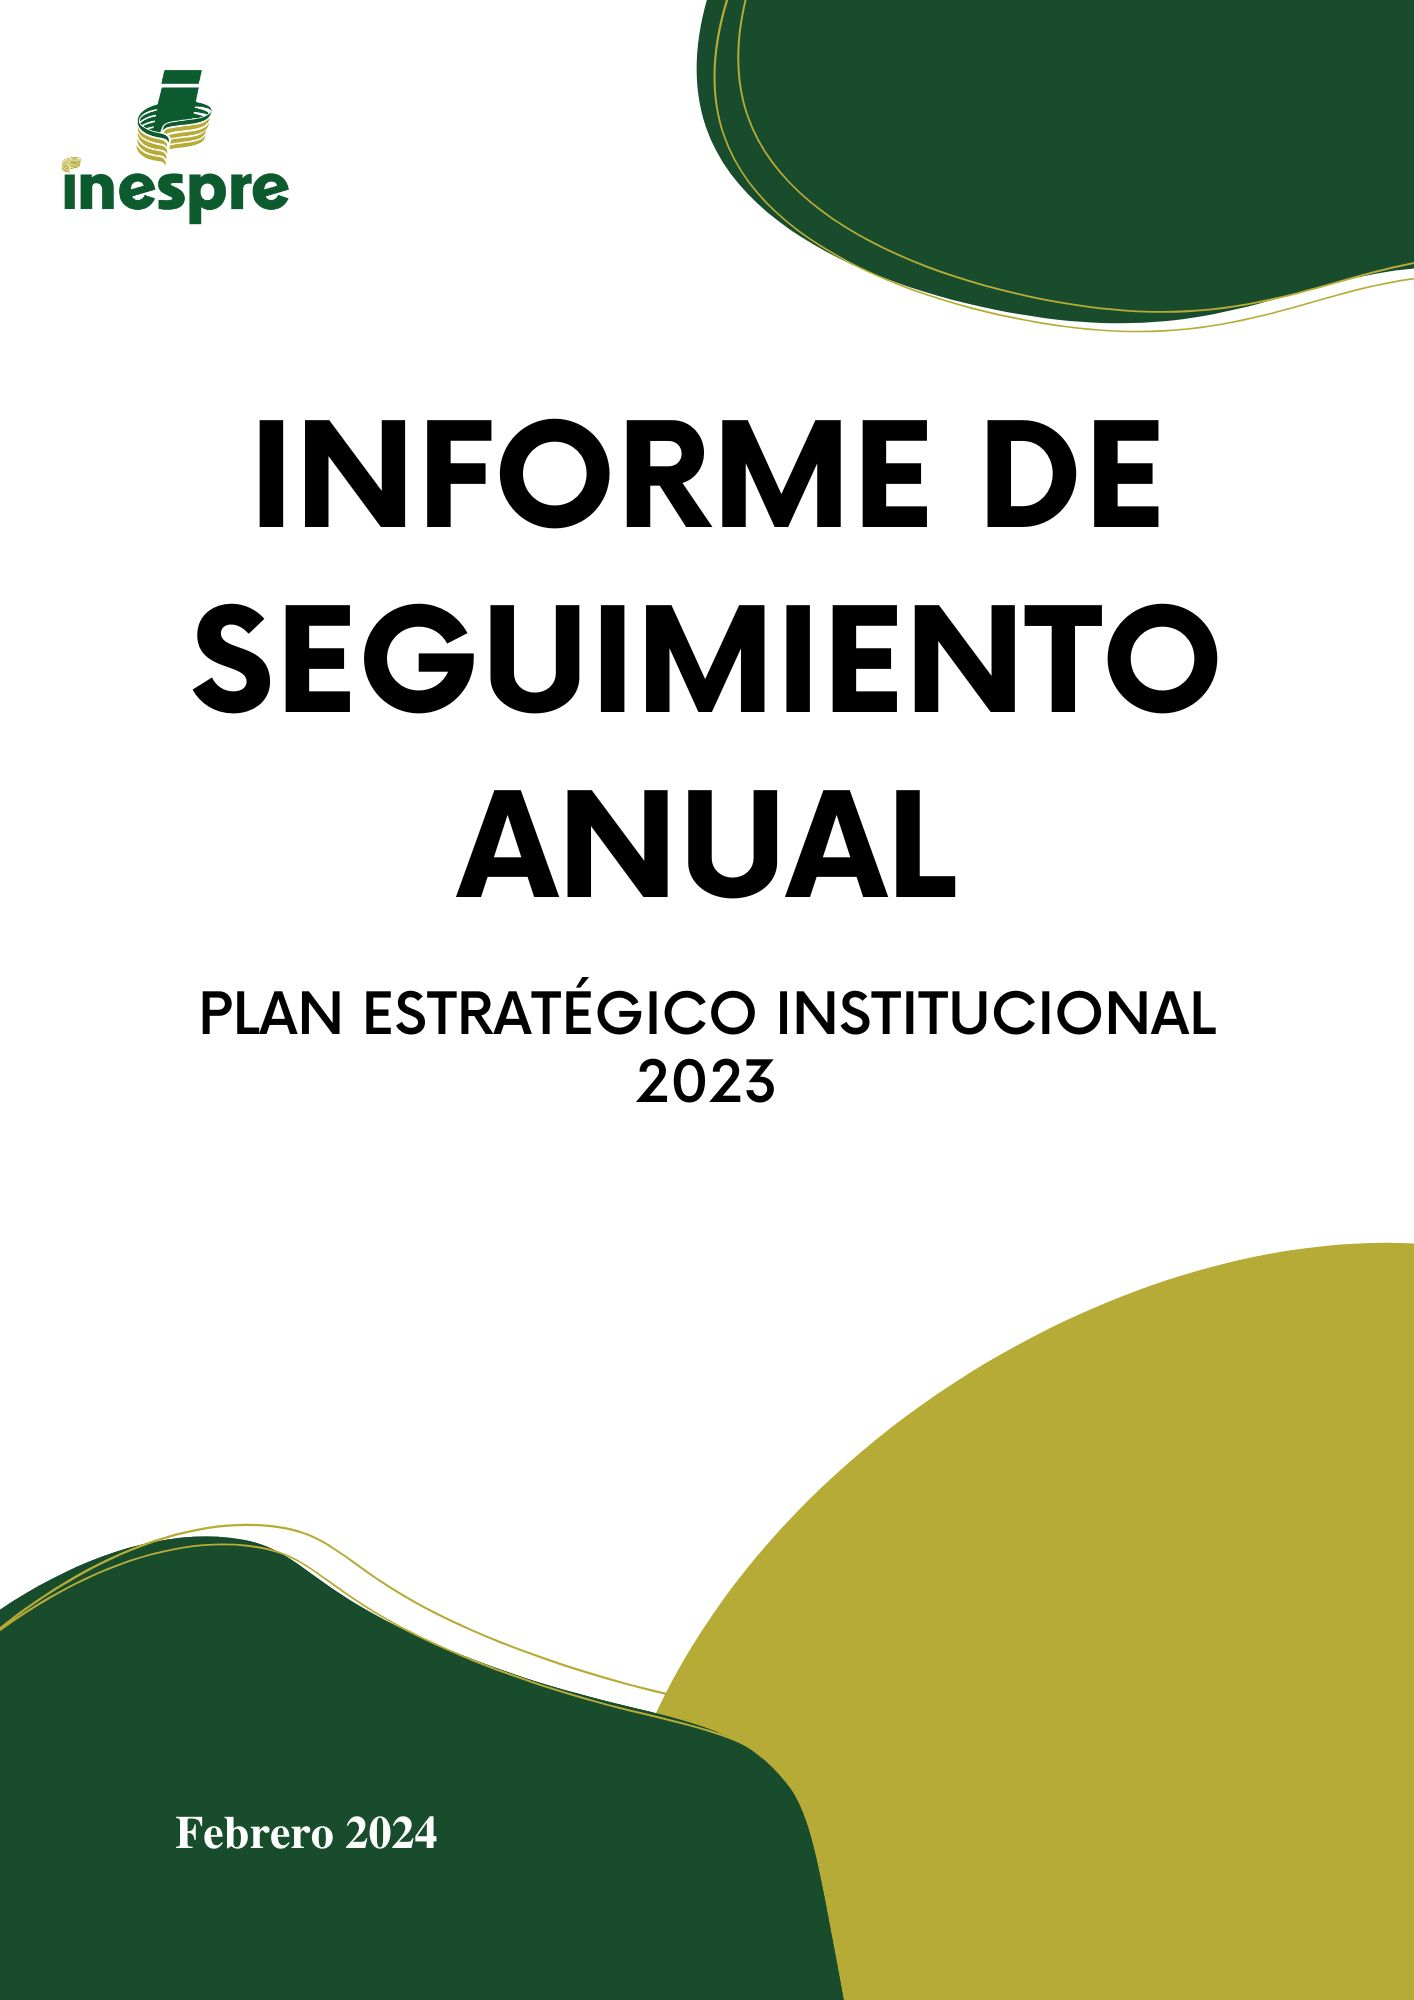 inespre
INFORME DE
SEGUIMIENTO
ANUAL
PLAN ESTRATÉGICO INSTITUCIONAL
2023
Febrero 2024